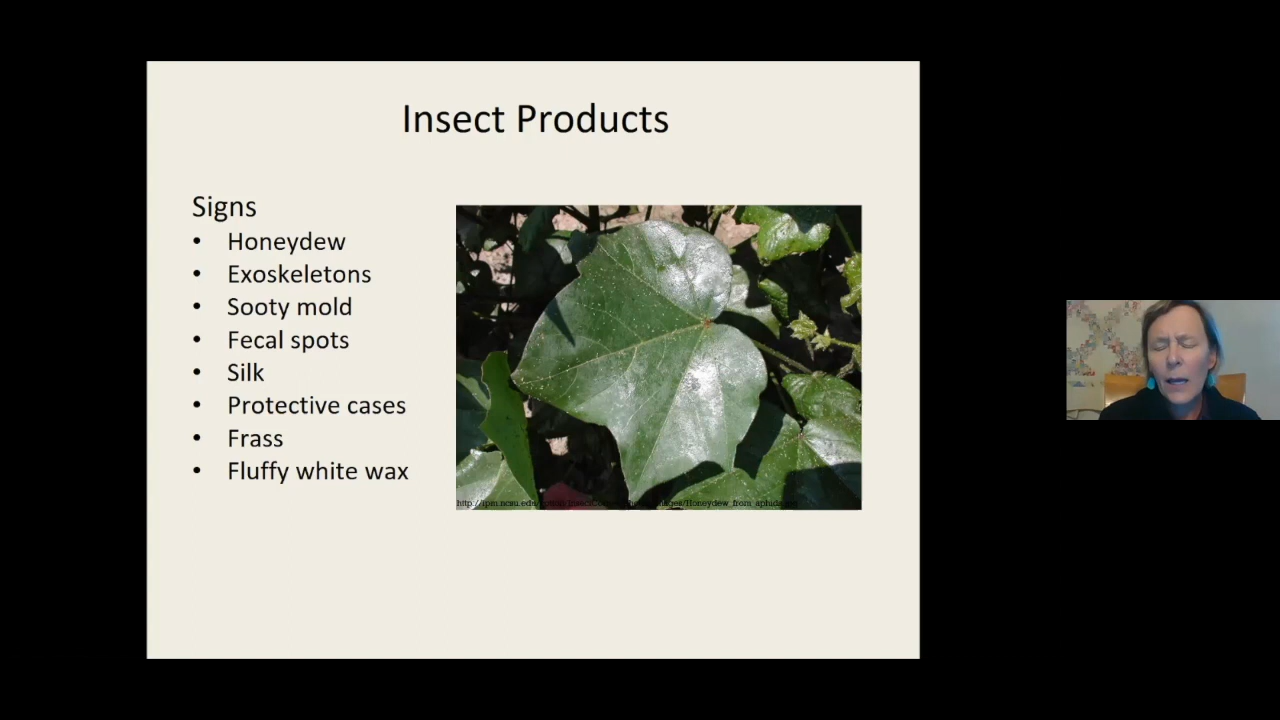 Insect Products
Signs
• Honeydew
• Exoskeletons
• Sooty mold
• Fecal spots
• Silk
• Protective cases
• Frass
• Fluffy white wax